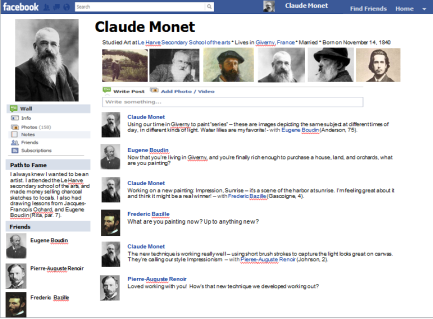 facebook
Search
Claude Monet
Find Friends
Home
Claude Monet
Studied Art at Le Harve Secondary School of the arts * Lives in Giverny, France * Married * Born on November 14, 1840
Write Post
Add Photo / Video
Write something...
Wall
Info
Photos
Notes
Friends
Subscriptions
Path to Fame
I always knew I wanted to be an
artist. I attended the Le Harve
secondary school of the arts, and
made money selling charcoal
sketches to locals. I also had
drawing lessons from Jacques-
Francois Ochard, and Eugene
Boudin (Rita, par. 7).
Friends
Eugene Boudin
Pierre-Auguste Renoir
Frederic Bazille
Claude Monet
Using our time in Giverny to paint "series" – these are images depicting the same subject at different times of
day, in different kinds of light. Water lilies are my favorite! - with Eugene Boudin (Anderson, 75).
Eugene Boudin
Now that you're living in Giverny, and you're finally rich enough to purchase a house, land, and orchards, what
are you painting?
Claude Monet
Working on a new painting: Impression, Sunrise – it's a scene of the harbor at sunrise. I'm feeling great about it
and think it might be a real winner! – with Frederic Bazille (Gascoigne, 4).
Frederic Bazille
What are you painting now? Up to anything new?
Claude Monet
The new technique is working really well – using short brush strokes to capture the light looks great on canvas.
They're calling our style Impressionism – with Pierre-Auguste Renoir (Johnson, 2).
Pierre-Auguste Renoir
Loved working with you! How's that new technique we developed working out?